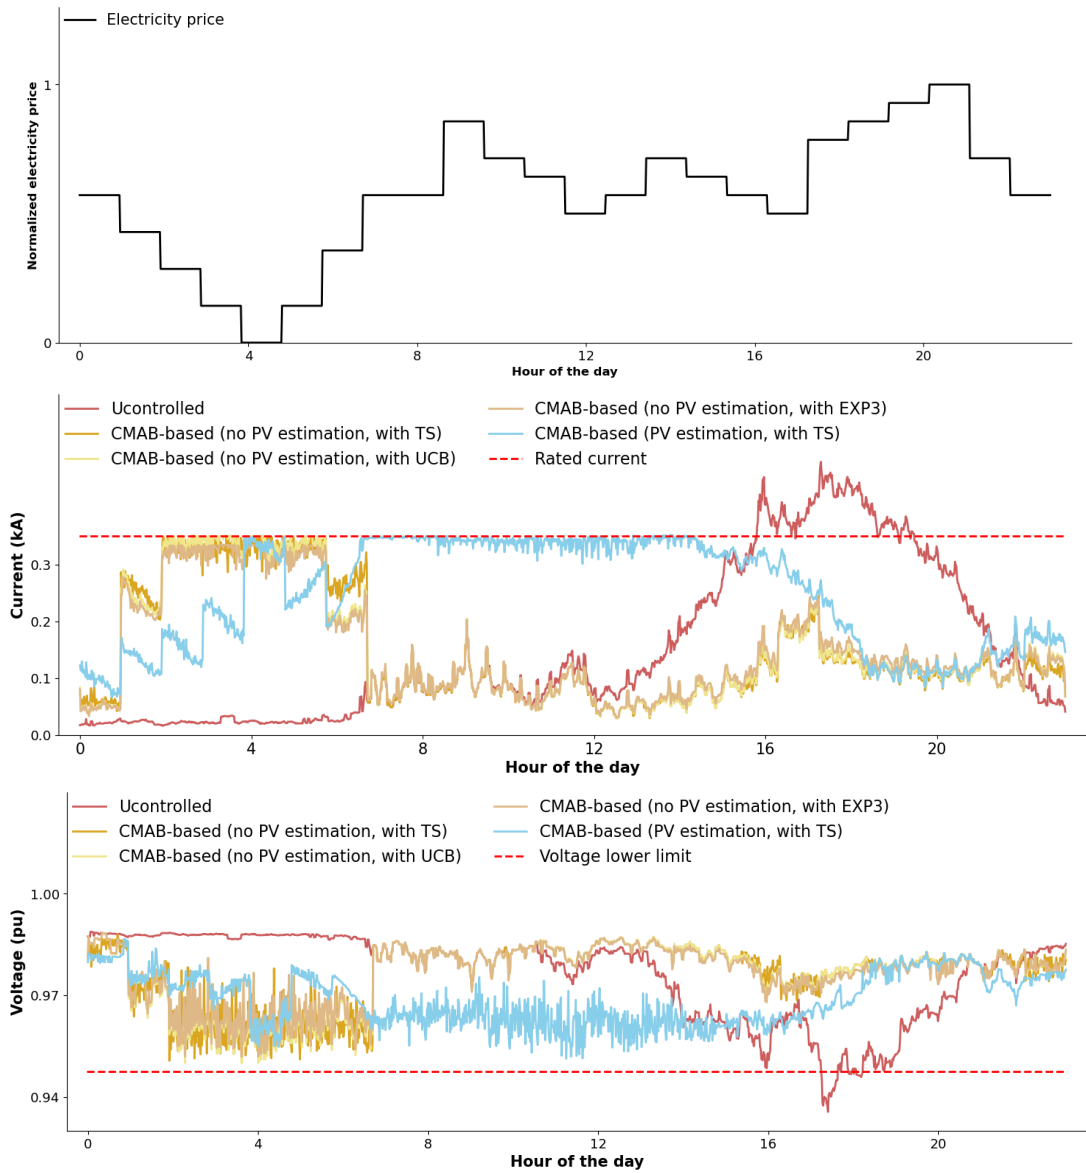 Electricity price
1
0
Normalized electricity price
0 4 8 12 16 20
Hour of the day
Ucontrolled
CMAB-based (no PV estimation, with TS)
CMAB-based (no PV estimation, with UCB)
CMAB-based (no PV estimation, with EXP3)
CMAB-based (PV estimation, with TS)
Rated current
0.3
0.2
0.1
0.0
Current (kA)
0 4 8 12 16 20
Hour of the day
Ucontrolled
CMAB-based (no PV estimation, with TS)
CMAB-based (no PV estimation, with UCB)
CMAB-based (no PV estimation, with EXP3)
CMAB-based (PV estimation, with TS)
Voltage lower limit
1.00
0.97
0.94
Voltage (pu)
0 4 8 12 16 20
Hour of the day